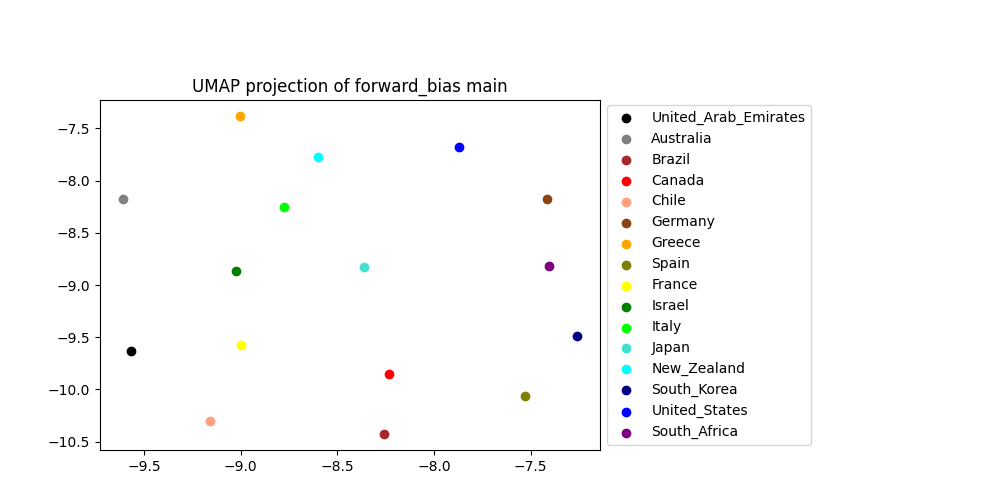 UMAP projection of forward_bias main
−7.5
−8.0
−8.5
−9.0
−9.5
−10.0
−10.5
−9.5
−9.0
−8.5
−8.0
−7.5
United_Arab_Emirates
Australia
Brazil
Canada
Chile
Germany
Greece
Spain
France
Israel
Italy
Japan
New_Zealand
South_Korea
United_States
South_Africa